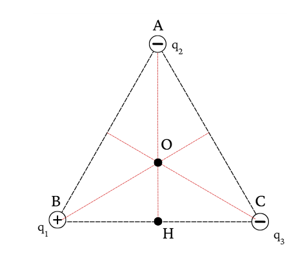 A
− q₂
O
B C
+ −
q₁ H q₃